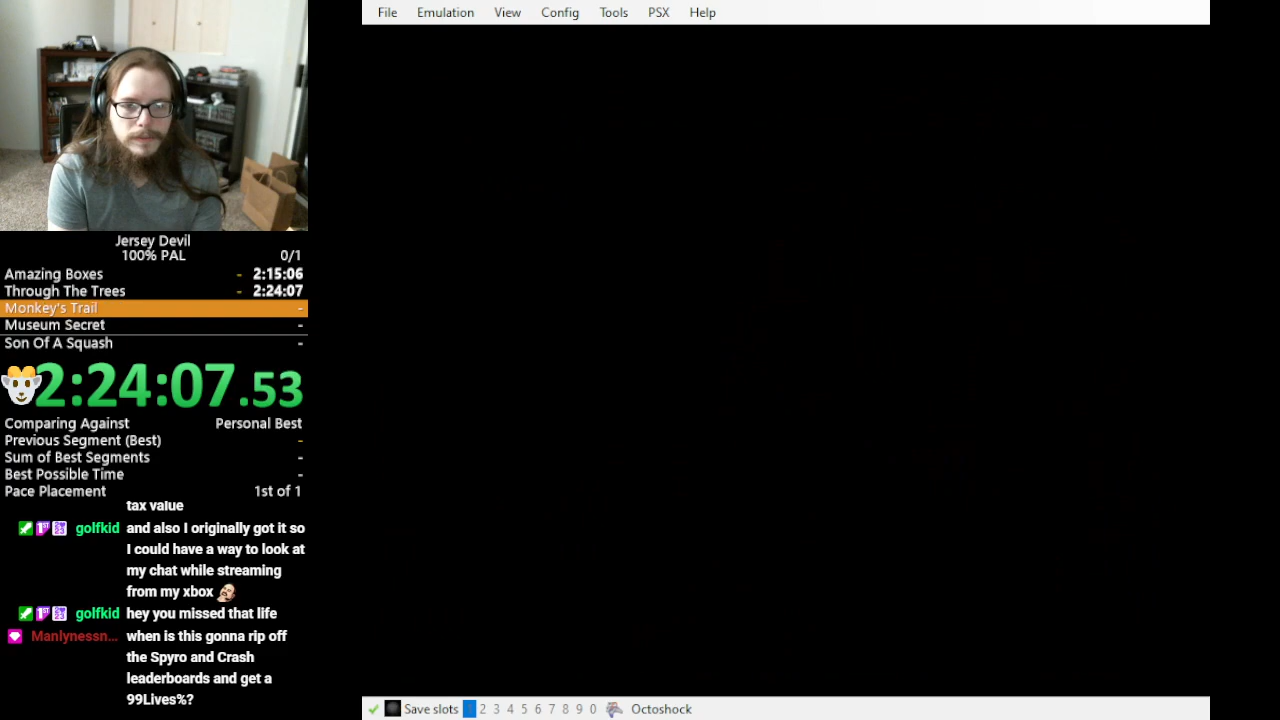 File Emulation View Config Tools PSX Help
Jersey Devil
100% PAL 0/1
Amazing Boxes - 2:15:06
Through The Trees - 2:24:07
Monkey's Trail -
Museum Secret -
Son Of A Squash -
2:24:07.53
Comparing Against Personal Best
Previous Segment (Best) -
Sum of Best Segments -
Best Possible Time -
Pace Placement 1st of 1
tax value
golfkid and also I originally got it so
I could have a way to look at
my chat while streaming
from my xbox
golfkid hey you missed that life
Manlynessn... when is this gonna rip off
the Spyro and Crash
leaderboards and get a
99Lives%?
Save slots 1 2 3 4 5 6 7 8 9 0 Octoshock